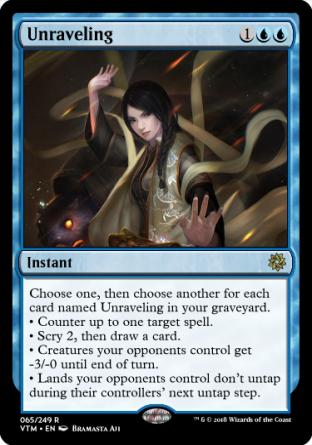 Unraveling 1
Instant
Choose one, then choose another for each
card named Unraveling in your graveyard.
• Counter up to one target spell.
• Scry 2, then draw a card.
• Creatures your opponents control get
-3/-0 until end of turn.
• Lands your opponents control don't untap
during their controllers' next untap step.
065/249 R ™ & © 2018 Wizards of the Coast
VTM • EN Bramasta Aji